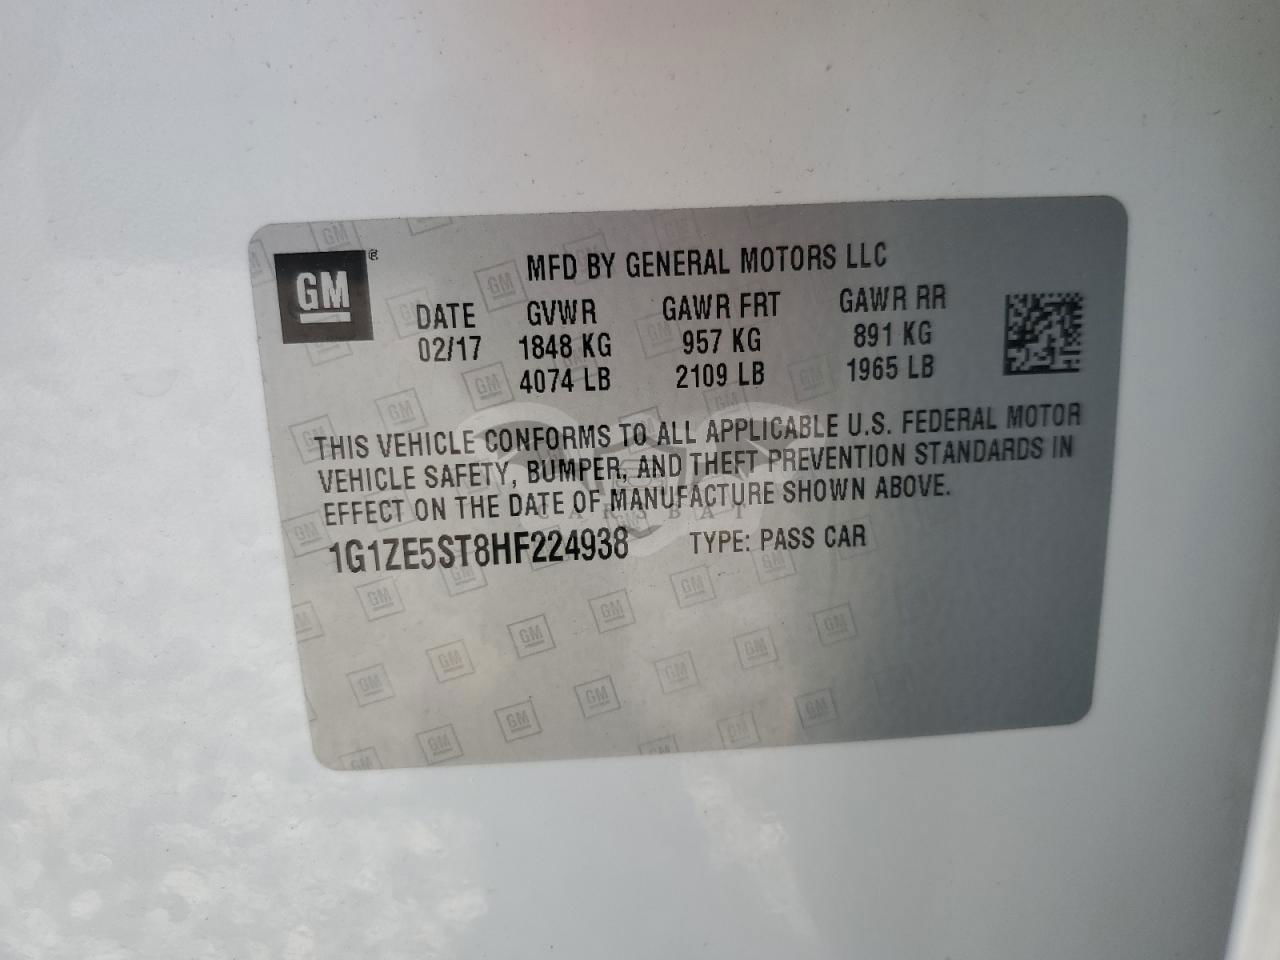 GM®
MFD BY GENERAL MOTORS LLC
DATE GVWR GAWR FRT GAWR RR
02/17 1848 KG 957 KG 891 KG
4074 LB 2109 LB 1965 LB
THIS VEHICLE CONFORMS TO ALL APPLICABLE U.S. FEDERAL MOTOR
VEHICLE SAFETY, BUMPER, AND THEFT PREVENTION STANDARDS IN
EFFECT ON THE DATE OF MANUFACTURE SHOWN ABOVE.
CARSBAT
1G1ZE5ST8HF224938 TYPE: PASS CAR